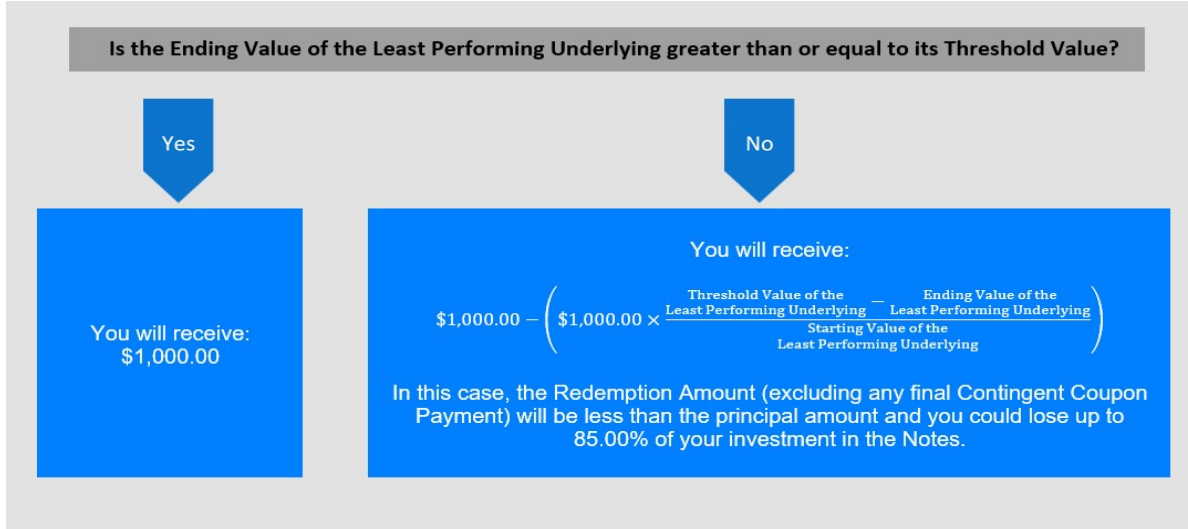 Is the Ending Value of the Least Performing Underlying greater than or equal to its Threshold Value?
Yes
No
You will receive:
$1,000.00
You will receive:
$1,000.00 − ($1,000.00 × (Threshold Value of the Least Performing Underlying − Ending Value of the Least Performing Underlying) / Starting Value of the Least Performing Underlying)
In this case, the Redemption Amount (excluding any final Contingent Coupon
Payment) will be less than the principal amount and you could lose up to
85.00% of your investment in the Notes.